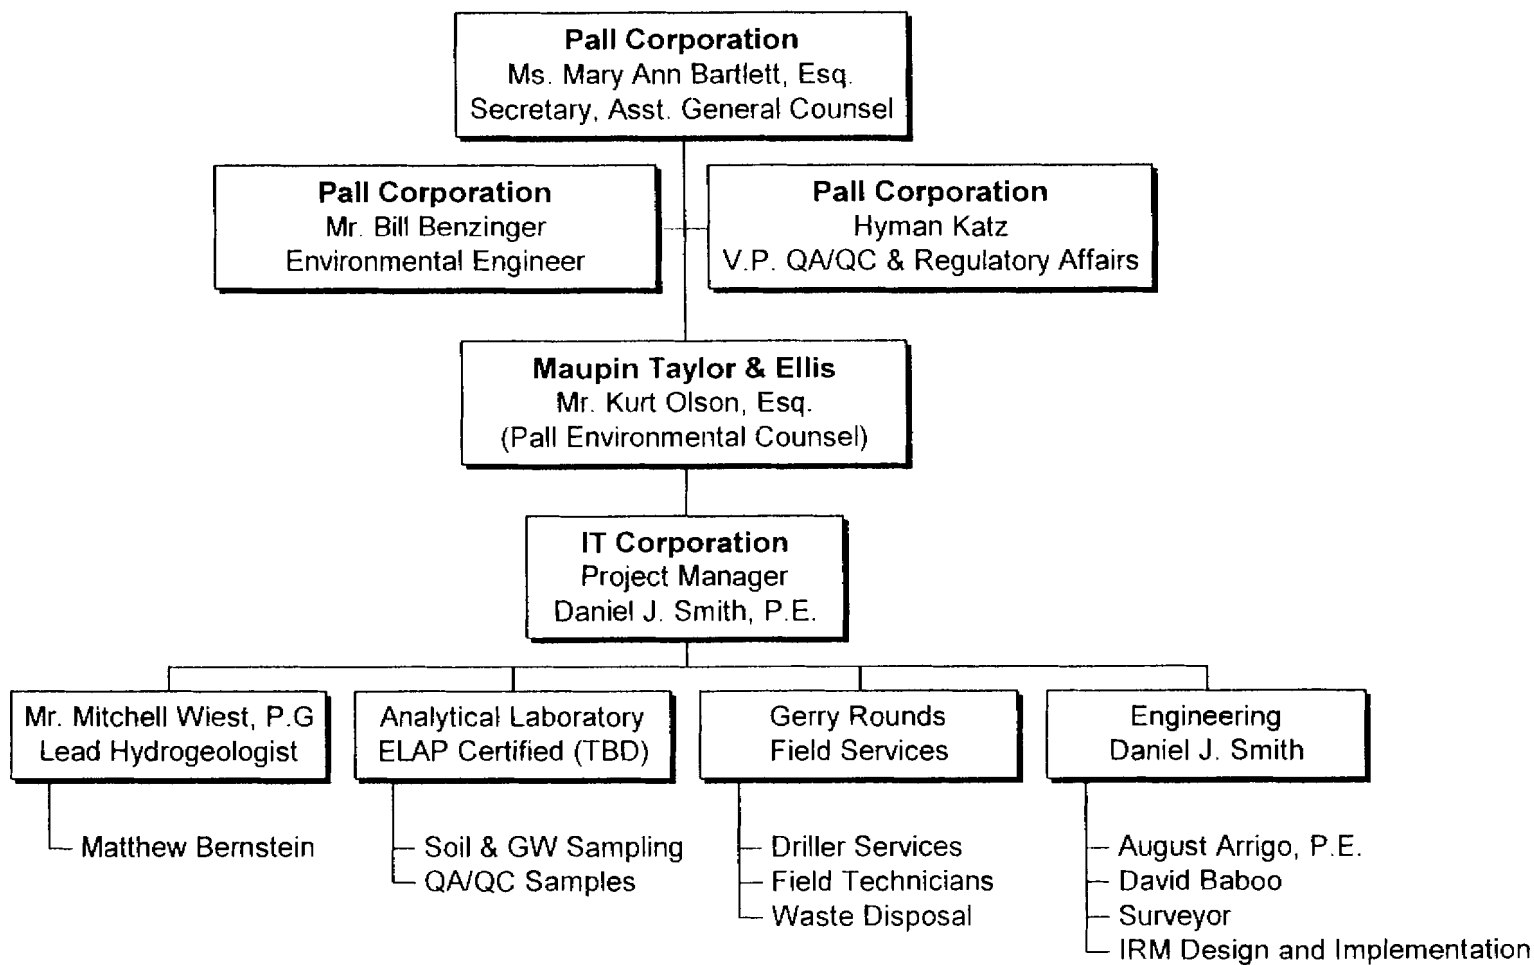 Pall Corporation
Ms. Mary Ann Bartlett, Esq.
Secretary, Asst. General Counsel
Pall Corporation
Mr. Bill Benzinger
Environmental Engineer
Pall Corporation
Hyman Katz
V.P. QA/QC & Regulatory Affairs
Maupin Taylor & Ellis
Mr. Kurt Olson, Esq.
(Pall Environmental Counsel)
IT Corporation
Project Manager
Daniel J. Smith, P.E.
Mr. Mitchell Wiest, P.G
Lead Hydrogeologist
Matthew Bernstein
Analytical Laboratory
ELAP Certified (TBD)
Soil & GW Sampling
QA/QC Samples
Gerry Rounds
Field Services
Driller Services
Field Technicians
Waste Disposal
Engineering
Daniel J. Smith
August Arrigo, P.E.
David Baboo
Surveyor
IRM Design and Implementation